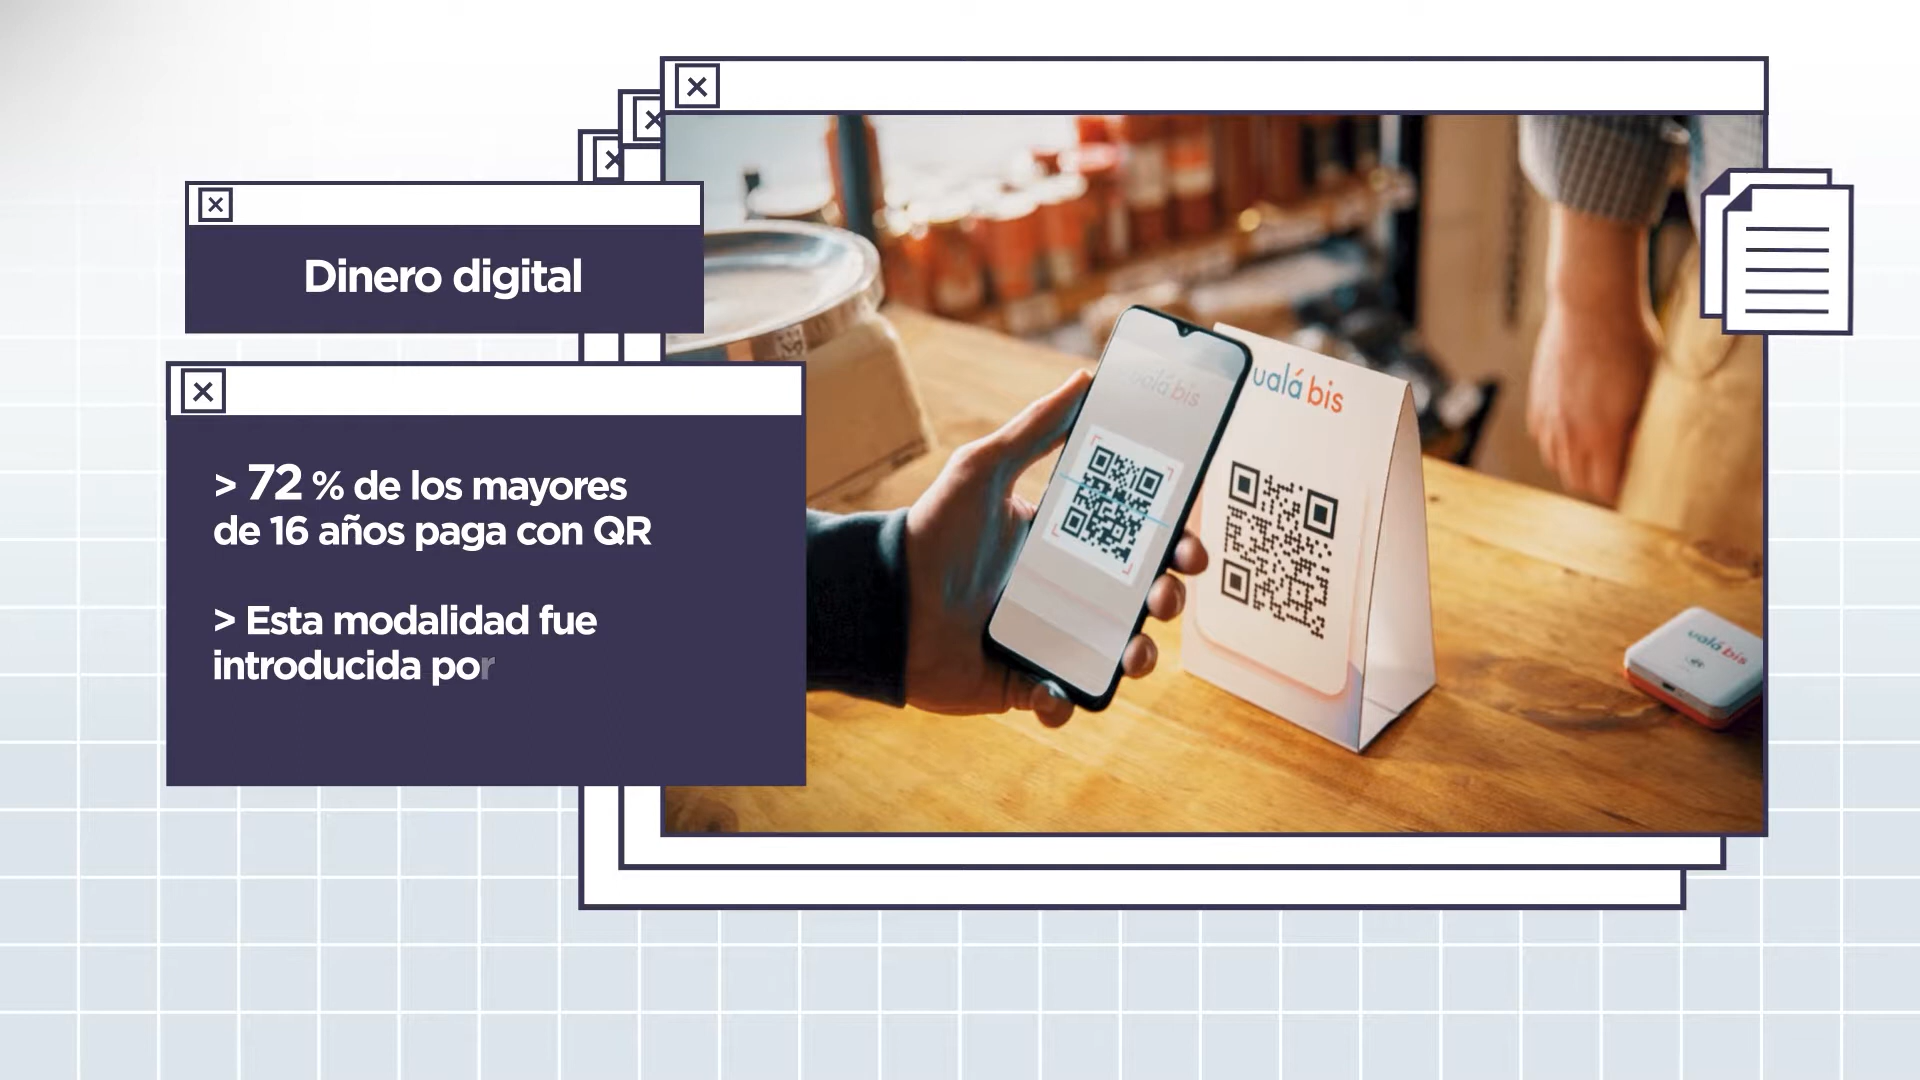 Dinero digital
> 72 % de los mayores
de 16 años paga con QR
> Esta modalidad fue
introducida por
ualá bis
ualá bis
ualá bis